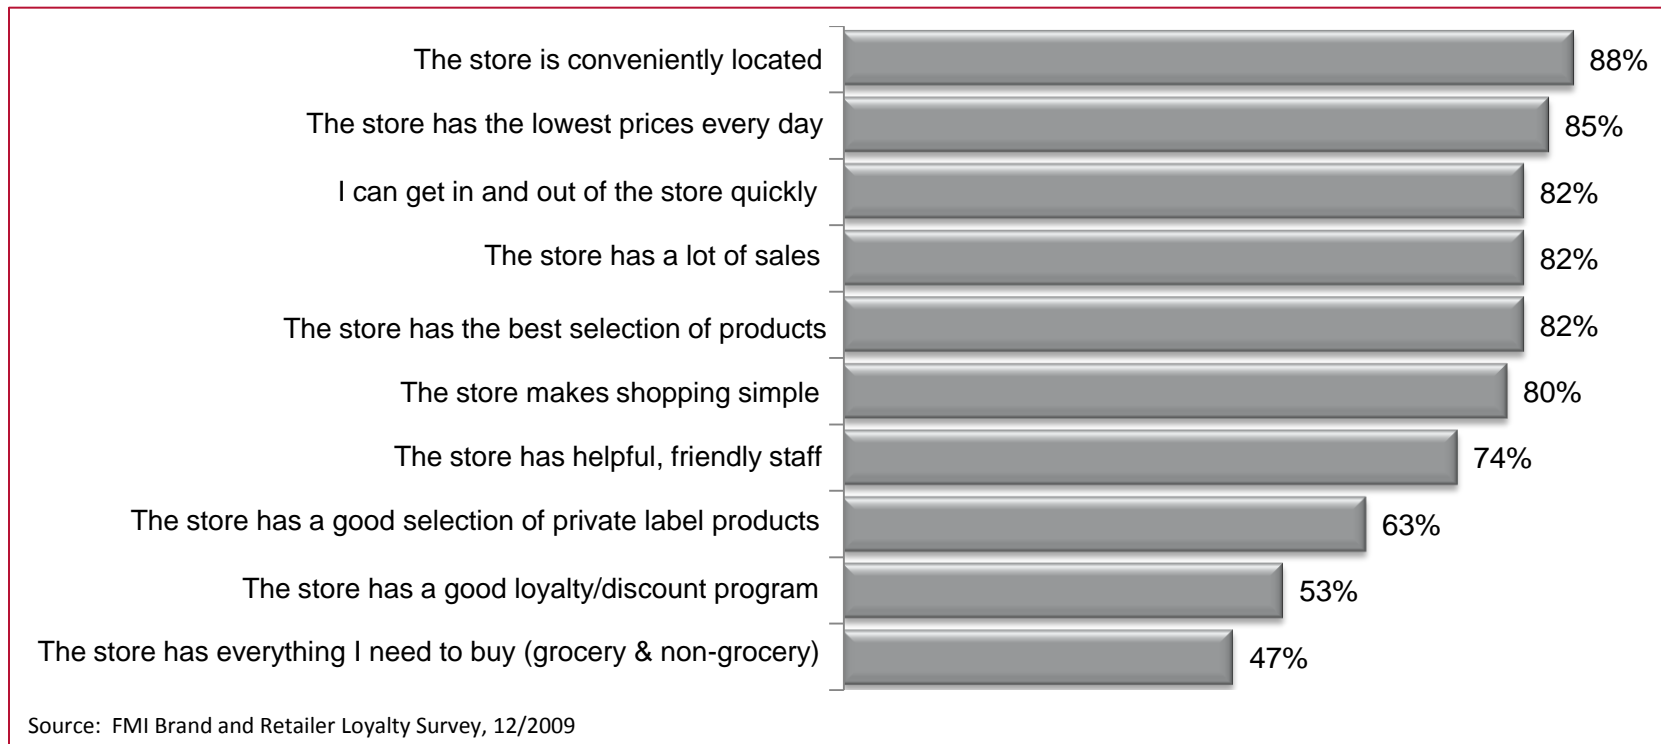 The store is conveniently located 88%
The store has the lowest prices every day 85%
I can get in and out of the store quickly 82%
The store has a lot of sales 82%
The store has the best selection of products 82%
The store makes shopping simple 80%
The store has helpful, friendly staff 74%
The store has a good selection of private label products 63%
The store has a good loyalty/discount program 53%
The store has everything I need to buy (grocery & non-grocery) 47%
Source: FMI Brand and Retailer Loyalty Survey, 12/2009